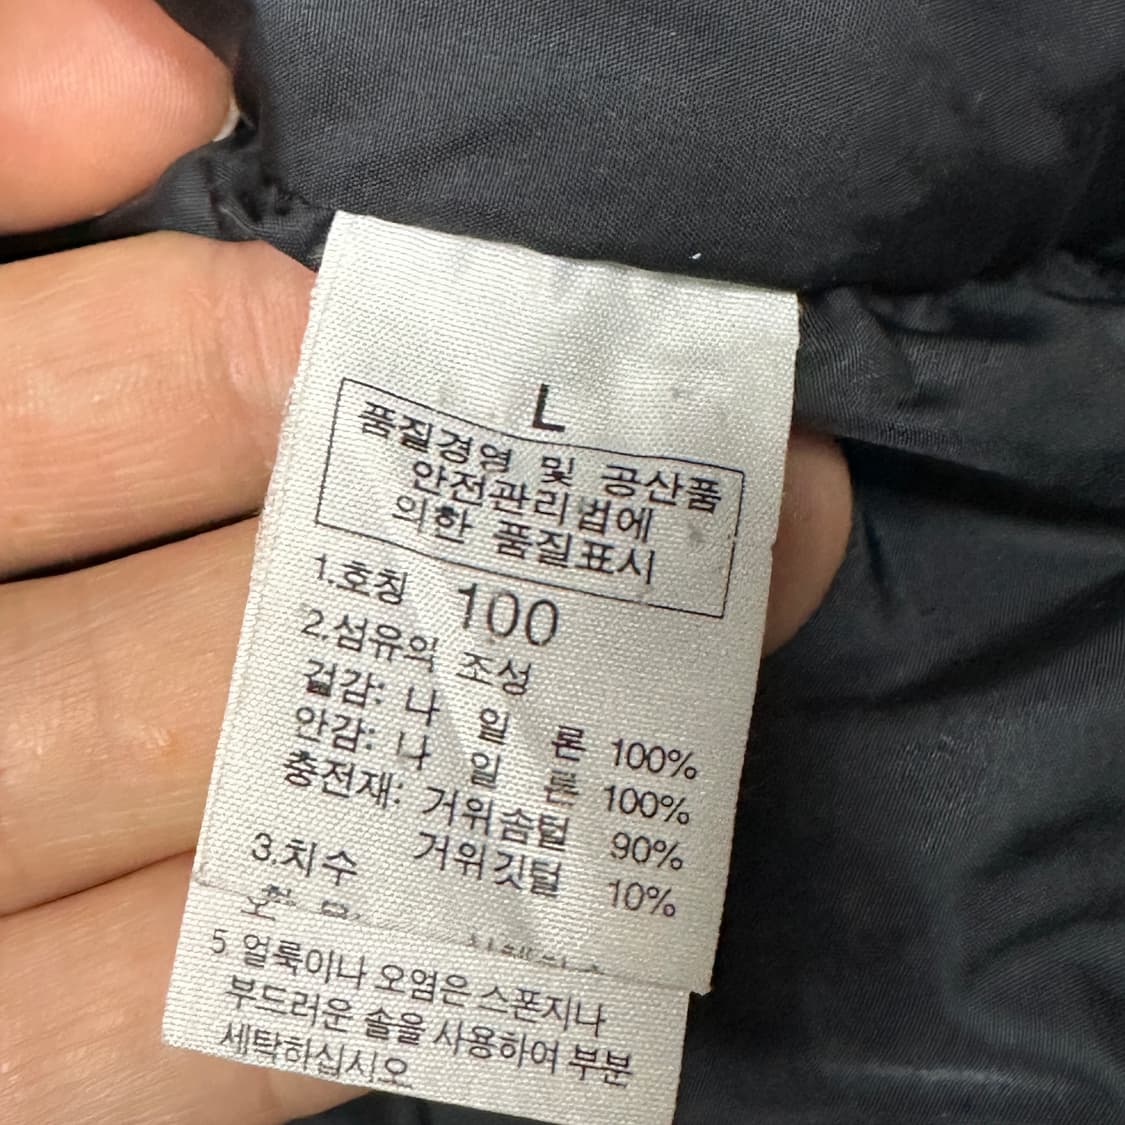 L
품질경영 및 공산품
안전관리법에
의한 품질표시
1.호칭 100
2.섬유의 조성
겉감: 나 일 론 100%
안감: 나 일 론 100%
충전재: 거위솜털 90%
거위깃털 10%
3.치수
5. 얼룩이나 오염은 스폰지나
부드러운 솔을 사용하여 부분
세탁하십시오